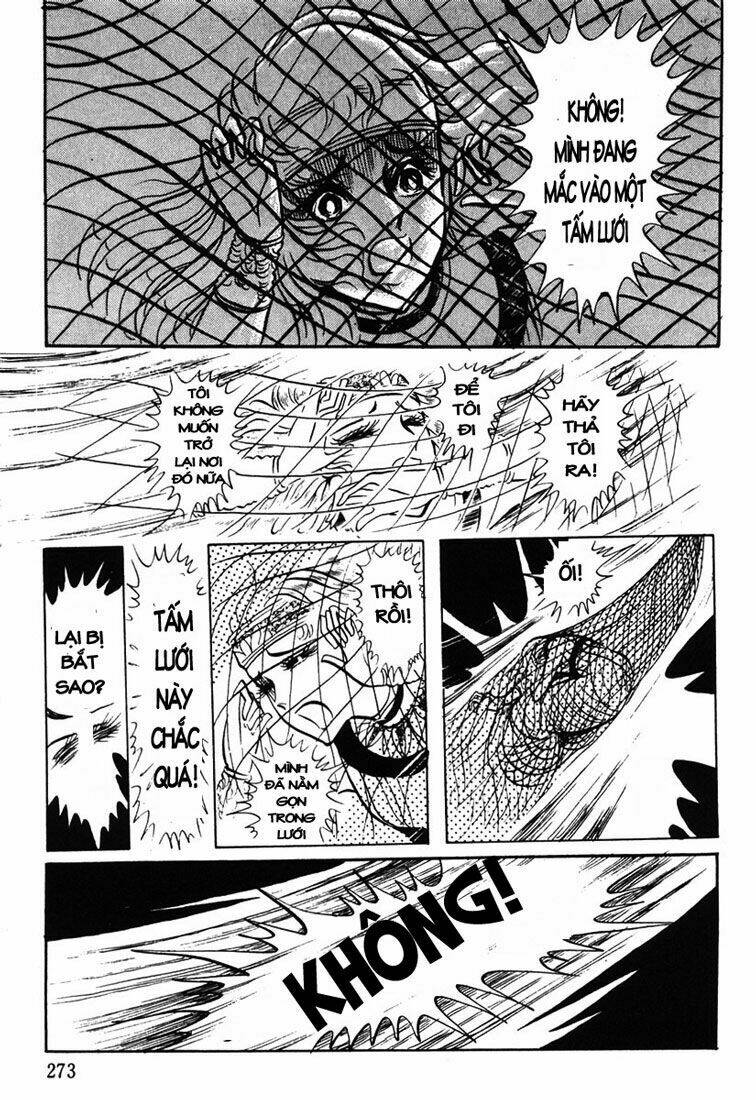 KHÔNG!
MÌNH ĐANG
MẮC VÀO MỘT
TẤM LƯỚI
HÃY
THẢ TÔI
RA!
ĐỂ
TÔI
ĐI
TÔI
KHÔNG
MUỐN
TRỞ
LẠI NƠI
ĐÓ NỮA
ỐI!
THÔI
RỒI!
MÌNH
ĐÃ NẰM
GỌN
TRONG
LƯỚI
TẤM
LƯỚI
NÀY
CHẮC
QUÁ!
LẠI BỊ
BẮT
SAO?
KHÔNG!
273